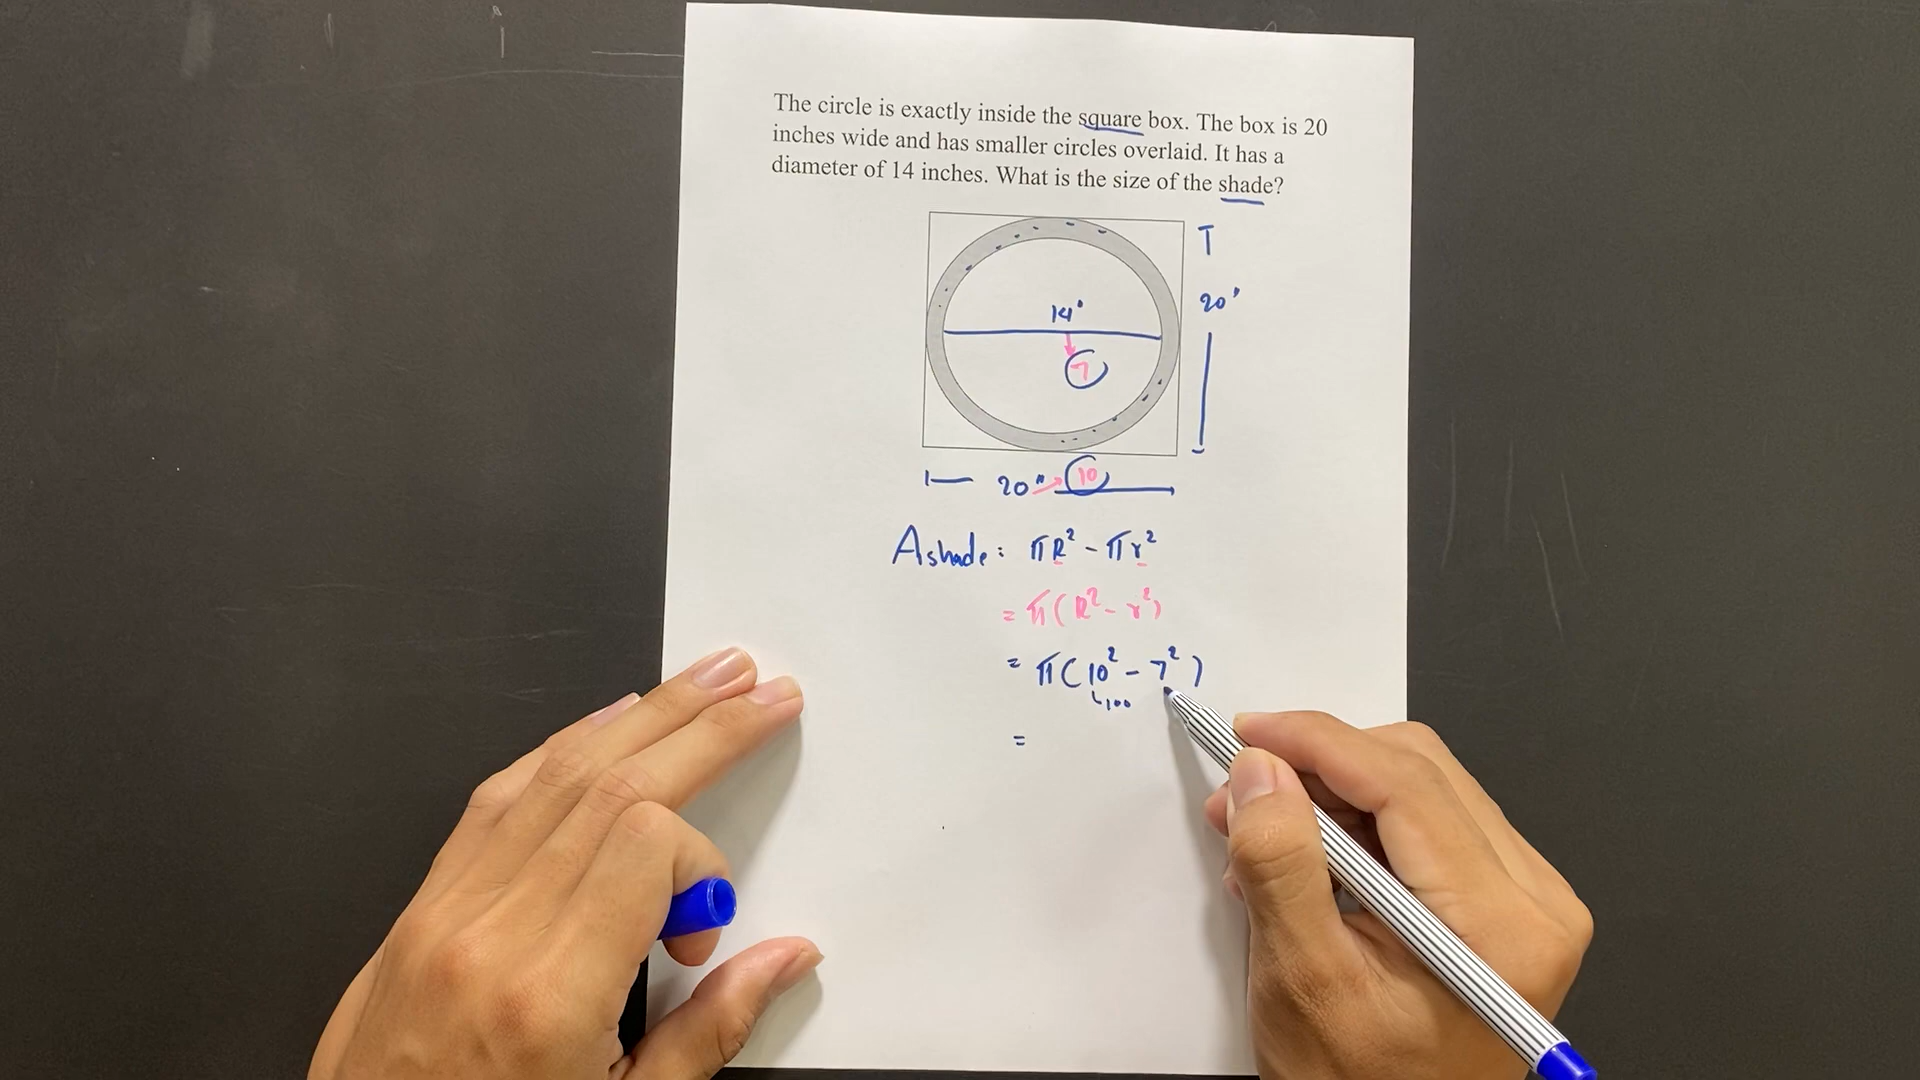 The circle is exactly inside the square box. The box is 20
inches wide and has smaller circles overlaid. It has a
diameter of 14 inches. What is the size of the shade?
14"
20"
7
20" → 10
A shade: πR² - πr²
= π(R² - r²)
= π(10² - 7²)
100
=